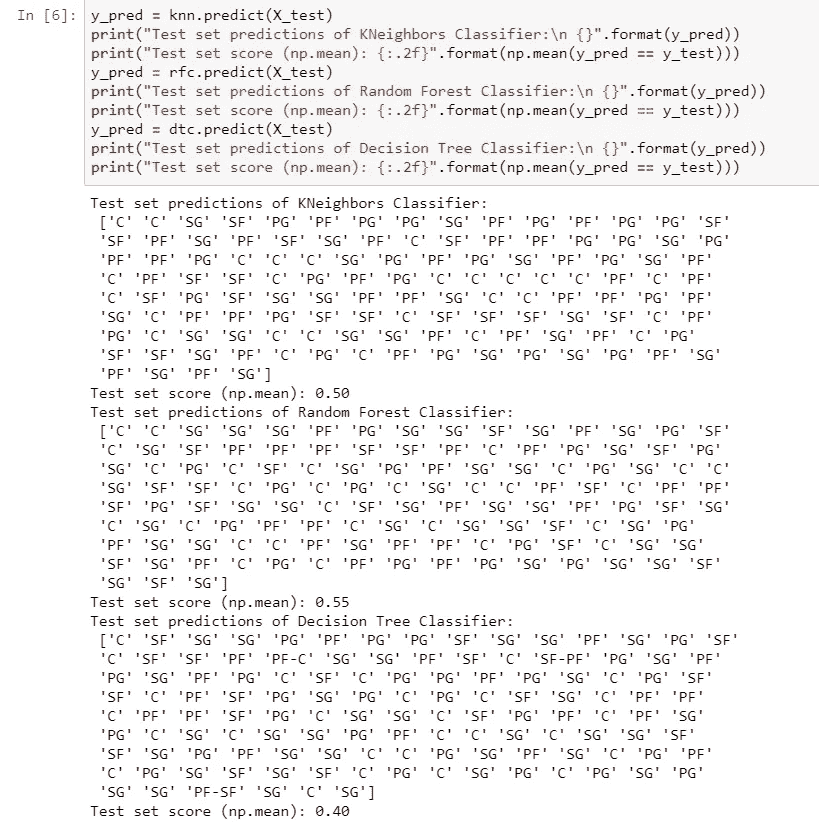 In [6]: y_pred = knn.predict(X_test)
print("Test set predictions of KNeighbors Classifier:\n {}".format(y_pred))
print("Test set score (np.mean): {:.2f}".format(np.mean(y_pred == y_test)))
y_pred = rfc.predict(X_test)
print("Test set predictions of Random Forest Classifier:\n {}".format(y_pred))
print("Test set score (np.mean): {:.2f}".format(np.mean(y_pred == y_test)))
y_pred = dtc.predict(X_test)
print("Test set predictions of Decision Tree Classifier:\n {}".format(y_pred))
print("Test set score (np.mean): {:.2f}".format(np.mean(y_pred == y_test)))
Test set predictions of KNeighbors Classifier:
['C' 'C' 'SG' 'SF' 'PG' 'PF' 'PG' 'PG' 'SG' 'PF' 'PG' 'PF' 'PG' 'PG' 'SF'
'SF' 'PF' 'SG' 'PF' 'SF' 'SG' 'PF' 'C' 'SF' 'PF' 'PF' 'PG' 'PG' 'SG' 'PG'
'PF' 'PF' 'PG' 'C' 'C' 'C' 'SG' 'PG' 'PF' 'PG' 'SG' 'PF' 'PG' 'SG' 'PF'
'C' 'PF' 'SF' 'SF' 'C' 'PG' 'PF' 'PG' 'C' 'C' 'C' 'C' 'C' 'PF' 'C' 'PF'
'C' 'SF' 'PG' 'SF' 'SG' 'SG' 'PF' 'PF' 'SG' 'C' 'C' 'PF' 'PF' 'PG' 'PF'
'SG' 'C' 'PF' 'PF' 'PG' 'SF' 'SF' 'C' 'SF' 'SF' 'SF' 'SG' 'SF' 'C' 'PF'
'PG' 'C' 'SG' 'SG' 'C' 'C' 'SG' 'SG' 'PF' 'C' 'PF' 'SG' 'PF' 'C' 'PG'
'SF' 'SF' 'SG' 'PF' 'C' 'PG' 'C' 'PF' 'PG' 'SG' 'PG' 'SG' 'PG' 'PF' 'SG'
'PF' 'SG' 'PF' 'SG']
Test set score (np.mean): 0.50
Test set predictions of Random Forest Classifier:
['C' 'C' 'SG' 'SG' 'SG' 'PF' 'PG' 'SG' 'SG' 'SF' 'SG' 'PF' 'SG' 'PG' 'SF'
'C' 'SG' 'SF' 'PF' 'PF' 'PF' 'SF' 'SF' 'PF' 'C' 'PF' 'PG' 'SG' 'SF' 'PG'
'SG' 'C' 'PG' 'C' 'SF' 'C' 'SG' 'PG' 'PF' 'SG' 'SG' 'C' 'PG' 'SG' 'C' 'C'
'SG' 'SF' 'SF' 'C' 'PG' 'C' 'PG' 'C' 'SG' 'C' 'C' 'PF' 'SF' 'C' 'PF' 'PF'
'SF' 'PG' 'SF' 'SG' 'SG' 'C' 'SF' 'SG' 'PF' 'SG' 'SG' 'PF' 'PG' 'SF' 'SG'
'C' 'SG' 'C' 'PG' 'PF' 'PF' 'C' 'SG' 'C' 'SG' 'SG' 'SF' 'C' 'SG' 'PG'
'PF' 'SG' 'SG' 'C' 'C' 'PF' 'SG' 'PF' 'PF' 'C' 'PG' 'SF' 'C' 'SG' 'SG'
'SF' 'SG' 'PF' 'C' 'PG' 'C' 'PF' 'PG' 'PF' 'PG' 'SG' 'PG' 'SG' 'SG' 'SF'
'SG' 'SF' 'SG']
Test set score (np.mean): 0.55
Test set predictions of Decision Tree Classifier:
['C' 'SF' 'SG' 'SG' 'PG' 'PF' 'PG' 'PG' 'SF' 'SG' 'SG' 'PF' 'SG' 'PG' 'SF'
'C' 'SF' 'SF' 'PF' 'PF-C' 'SG' 'SG' 'PF' 'SF' 'C' 'SF-PF' 'PG' 'SG' 'PF'
'PG' 'SG' 'PF' 'PG' 'C' 'SF' 'C' 'PG' 'PG' 'PF' 'PG' 'SG' 'C' 'PG' 'SF'
'SF' 'C' 'PF' 'SF' 'PG' 'SG' 'PG' 'C' 'PG' 'C' 'SF' 'SG' 'C' 'PF' 'PF'
'C' 'PF' 'PF' 'SF' 'PG' 'C' 'SG' 'SG' 'C' 'SF' 'PG' 'PF' 'C' 'PF' 'SG'
'PG' 'C' 'SG' 'C' 'SG' 'SG' 'PG' 'PF' 'C' 'C' 'SG' 'C' 'SG' 'SG' 'SF'
'SF' 'SG' 'PG' 'PF' 'SG' 'SG' 'C' 'C' 'PG' 'SG' 'PF' 'SG' 'C' 'PG' 'PF'
'C' 'PG' 'SG' 'SF' 'SG' 'SF' 'C' 'PG' 'C' 'SG' 'PG' 'C' 'PG' 'SG' 'PG'
'SG' 'SG' 'PF-SF' 'SG' 'C' 'SG']
Test set score (np.mean): 0.40